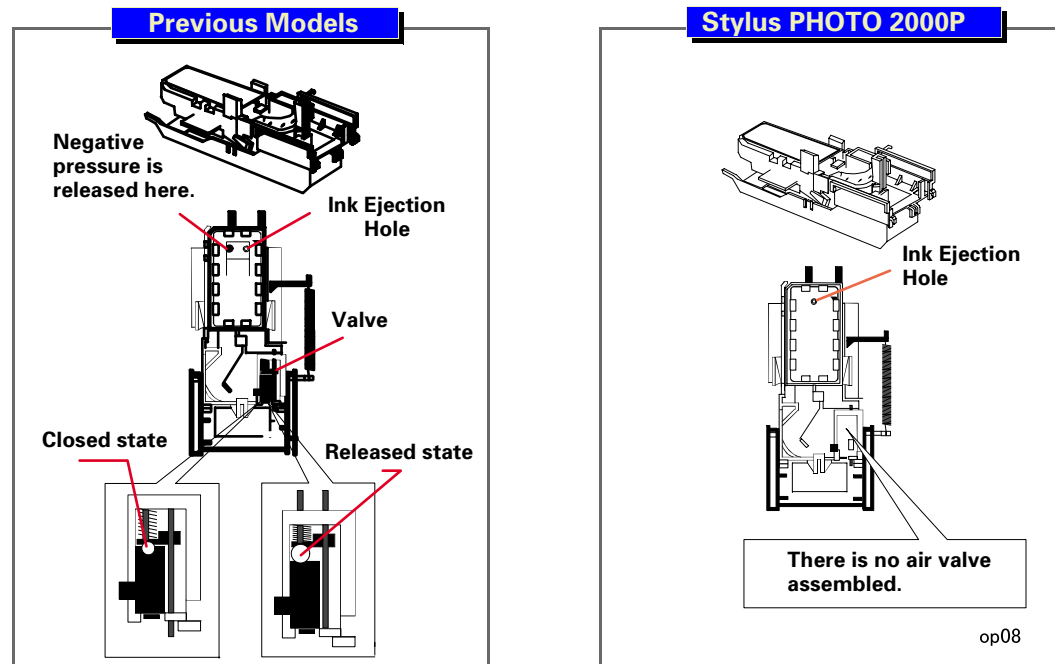 Previous Models
Negative
pressure is
released here.
Ink Ejection
Hole
Valve
Closed state
Released state
Stylus PHOTO 2000P
Ink Ejection
Hole
There is no air valve
assembled.
op08